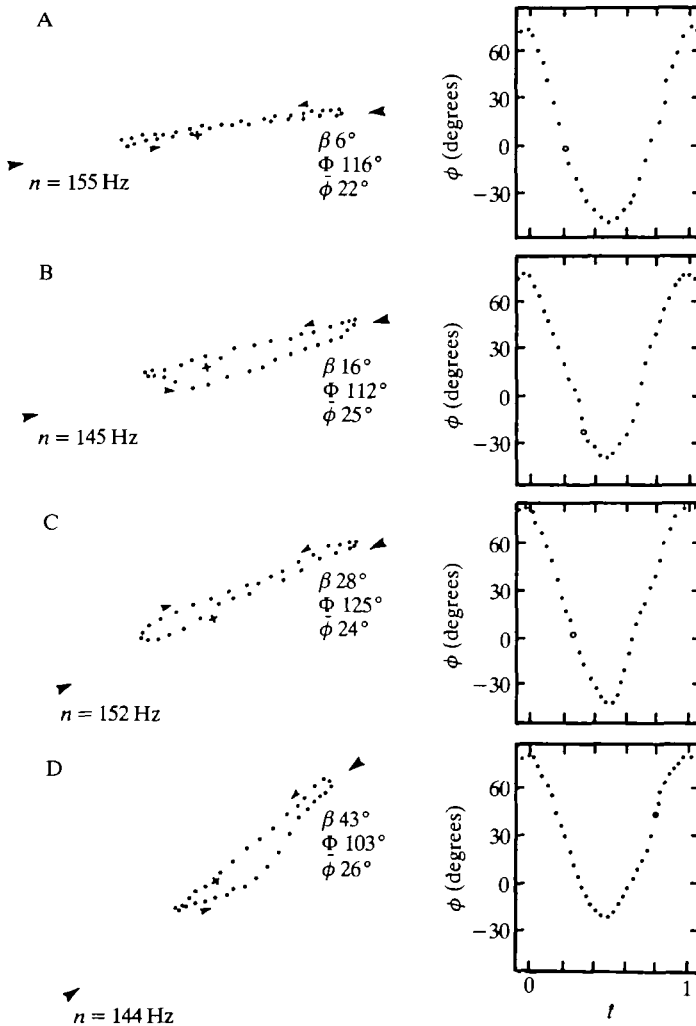 A
β 6°
Φ 116°
ϕ̄ 22°
n = 155 Hz
ϕ (degrees)
60
30
0
−30
B
β 16°
Φ 112°
ϕ̄ 25°
n = 145 Hz
ϕ (degrees)
60
30
0
−30
C
β 28°
Φ 125°
ϕ̄ 24°
n = 152 Hz
ϕ (degrees)
60
30
0
−30
D
β 43°
Φ 103°
ϕ̄ 26°
n = 144 Hz
ϕ (degrees)
60
30
0
−30
0
1
t